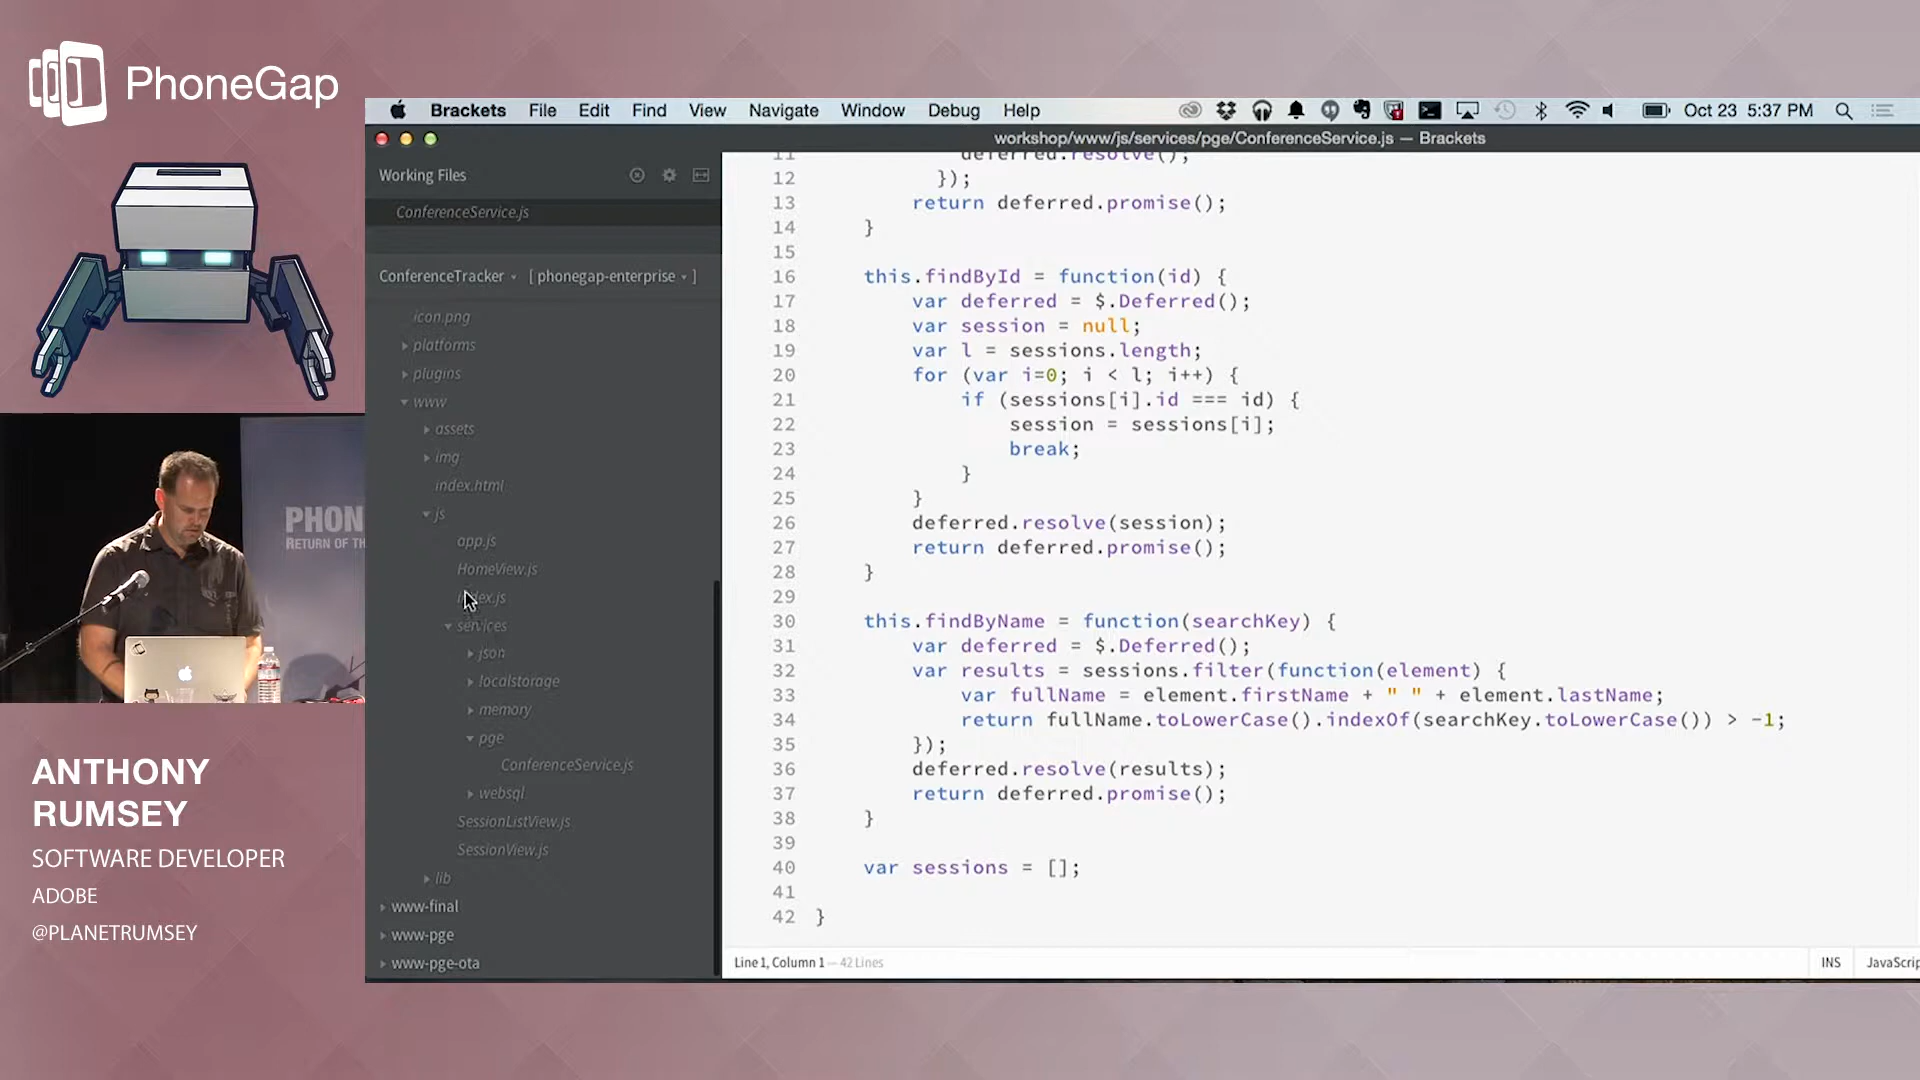 PhoneGap
Brackets File Edit Find View Navigate Window Debug Help Oct 23 5:37 PM
workshop/www/js/services/pge/ConferenceService.js — Brackets
Working Files
ConferenceService.js
ConferenceTracker [ phonegap-enterprise ]
icon.png
platforms
plugins
www
assets
img
index.html
js
app.js
HomeView.js
index.js
services
json
!localstorage
memory
pge
ConferenceService.js
websql
SessionListView.js
SessionView.js
lib
www-final
www-pge
www-pge-ota
11 deferred.resolve();
12 });
13 return deferred.promise();
14 }
15
16 this.findById = function(id) {
17 var deferred = $.Deferred();
18 var session = null;
19 var l = sessions.length;
20 for (var i=0; i < l; i++) {
21 if (sessions[i].id === id) {
22 session = sessions[i];
23 break;
24 }
25 }
26 deferred.resolve(session);
27 return deferred.promise();
28 }
29
30 this.findByName = function(searchKey) {
31 var deferred = $.Deferred();
32 var results = sessions.filter(function(element) {
33 var fullName = element.firstName + " " + element.lastName;
34 return fullName.toLowerCase().indexOf(searchKey.toLowerCase()) > -1;
35 });
36 deferred.resolve(results);
37 return deferred.promise();
38 }
39
40 var sessions = [];
41
42 }
Line 1, Column 1 — 42 Lines
INS JavaScrip
PHON
RETURN OF TH
ANTHONY
RUMSEY
SOFTWARE DEVELOPER
ADOBE
@PLANETRUMSEY